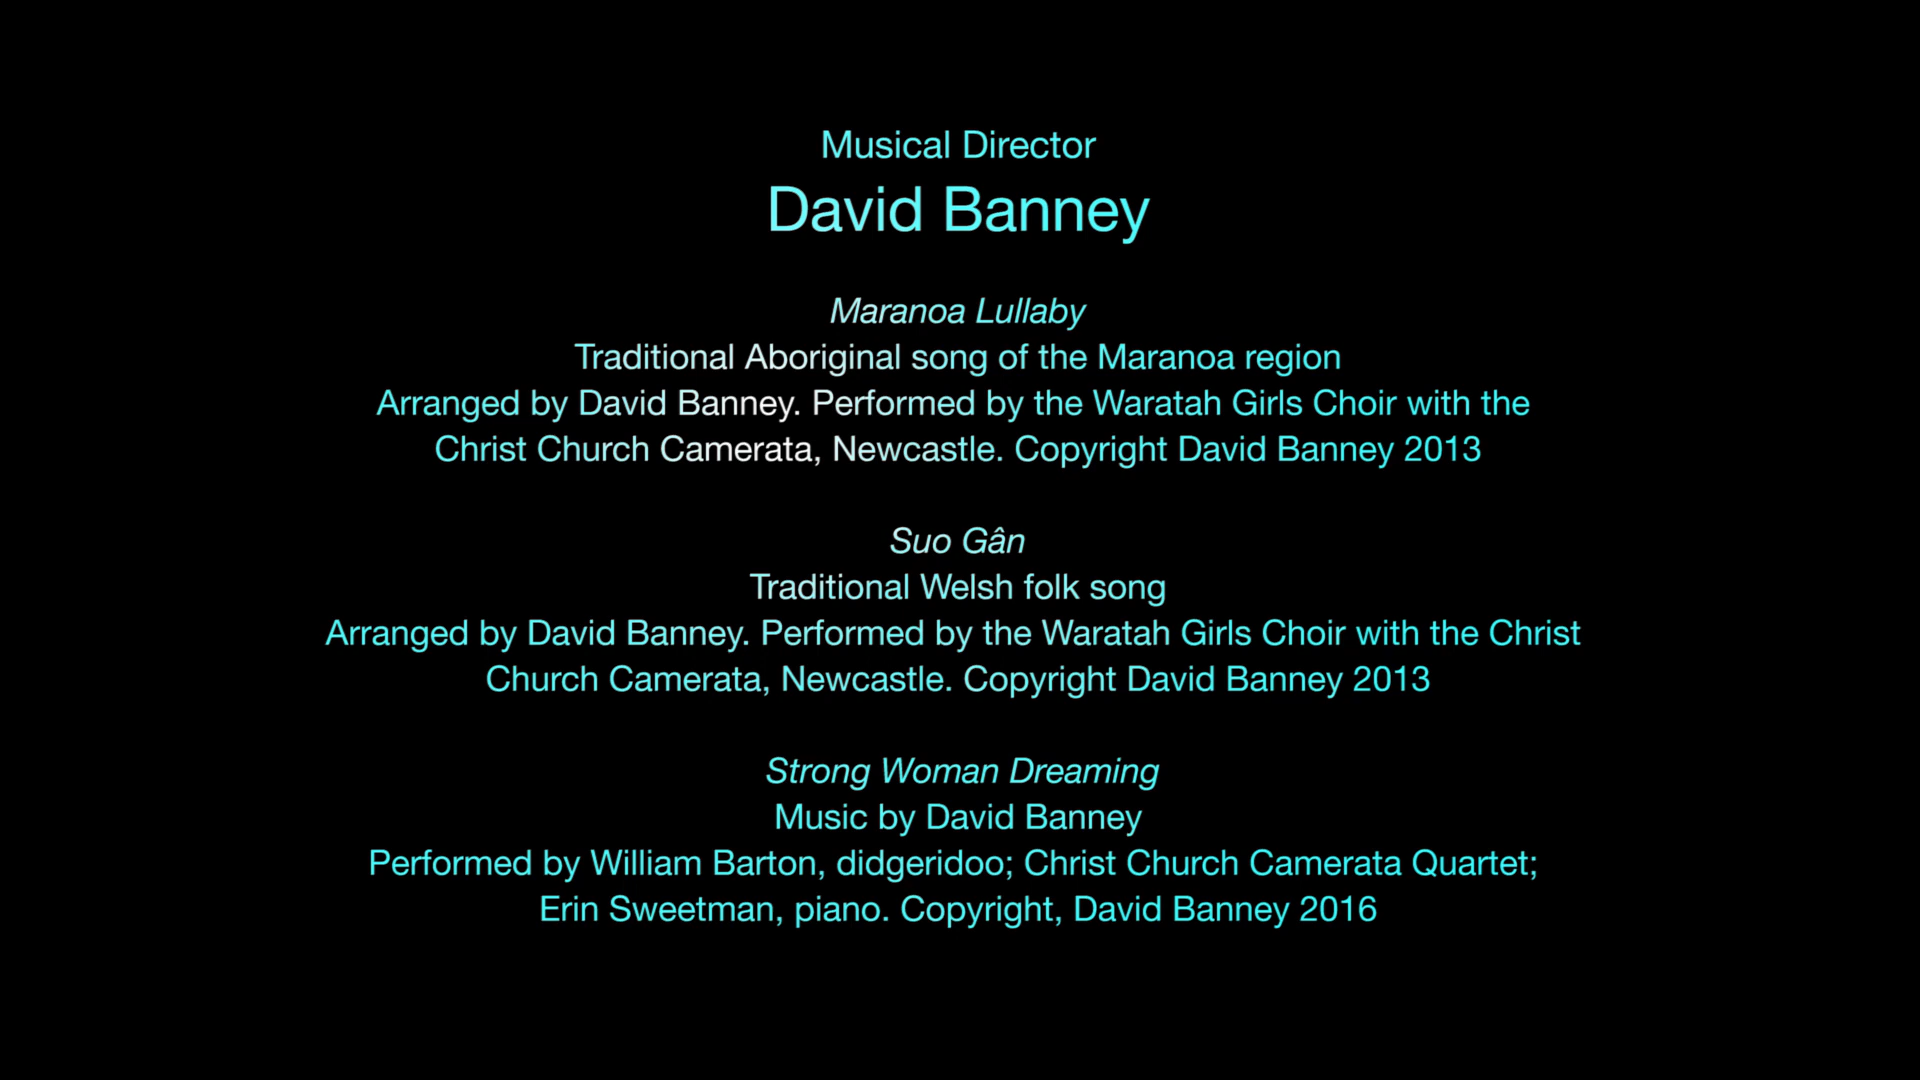 Musical Director
David Banney
Maranoa Lullaby
Traditional Aboriginal song of the Maranoa region
Arranged by David Banney. Performed by the Waratah Girls Choir with the
Christ Church Camerata, Newcastle. Copyright David Banney 2013
Suo Gân
Traditional Welsh folk song
Arranged by David Banney. Performed by the Waratah Girls Choir with the Christ
Church Camerata, Newcastle. Copyright David Banney 2013
Strong Woman Dreaming
Music by David Banney
Performed by William Barton, didgeridoo; Christ Church Camerata Quartet;
Erin Sweetman, piano. Copyright, David Banney 2016